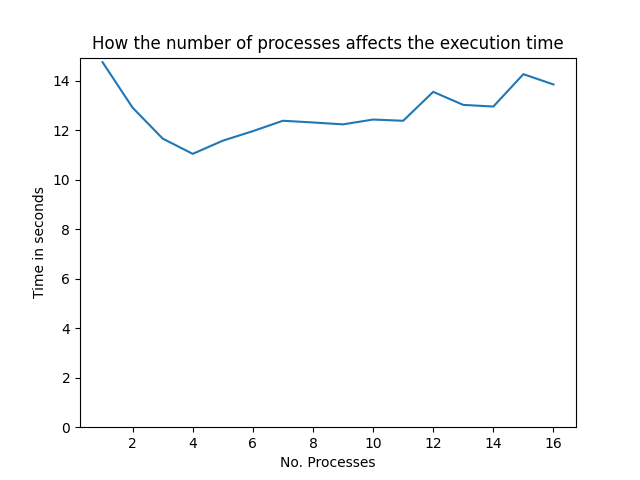 How the number of processes affects the execution time
14
12
10
8
6
4
2
0
Time in seconds
2 4 6 8 10 12 14 16
No. Processes